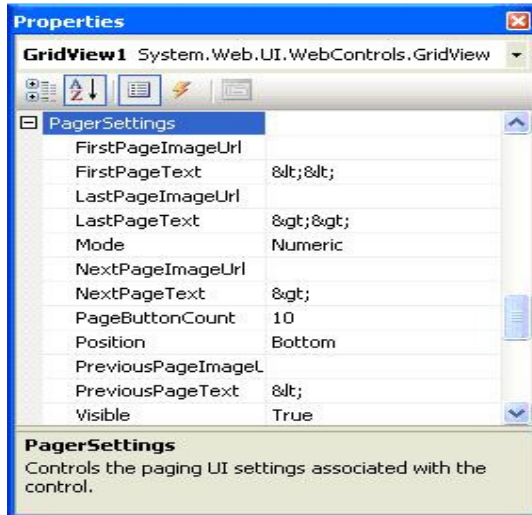 Properties
GridView1 System.Web.UI.WebControls.GridView
PagerSettings
FirstPageImageUrl
FirstPageText &lt;&lt;
LastPageImageUrl
LastPageText &gt;&gt;
Mode Numeric
NextPageImageUrl
NextPageText &gt;
PageButtonCount 10
Position Bottom
PreviousPageImageU
PreviousPageText &lt;
Visible True
PagerSettings
Controls the paging UI settings associated with the
control.